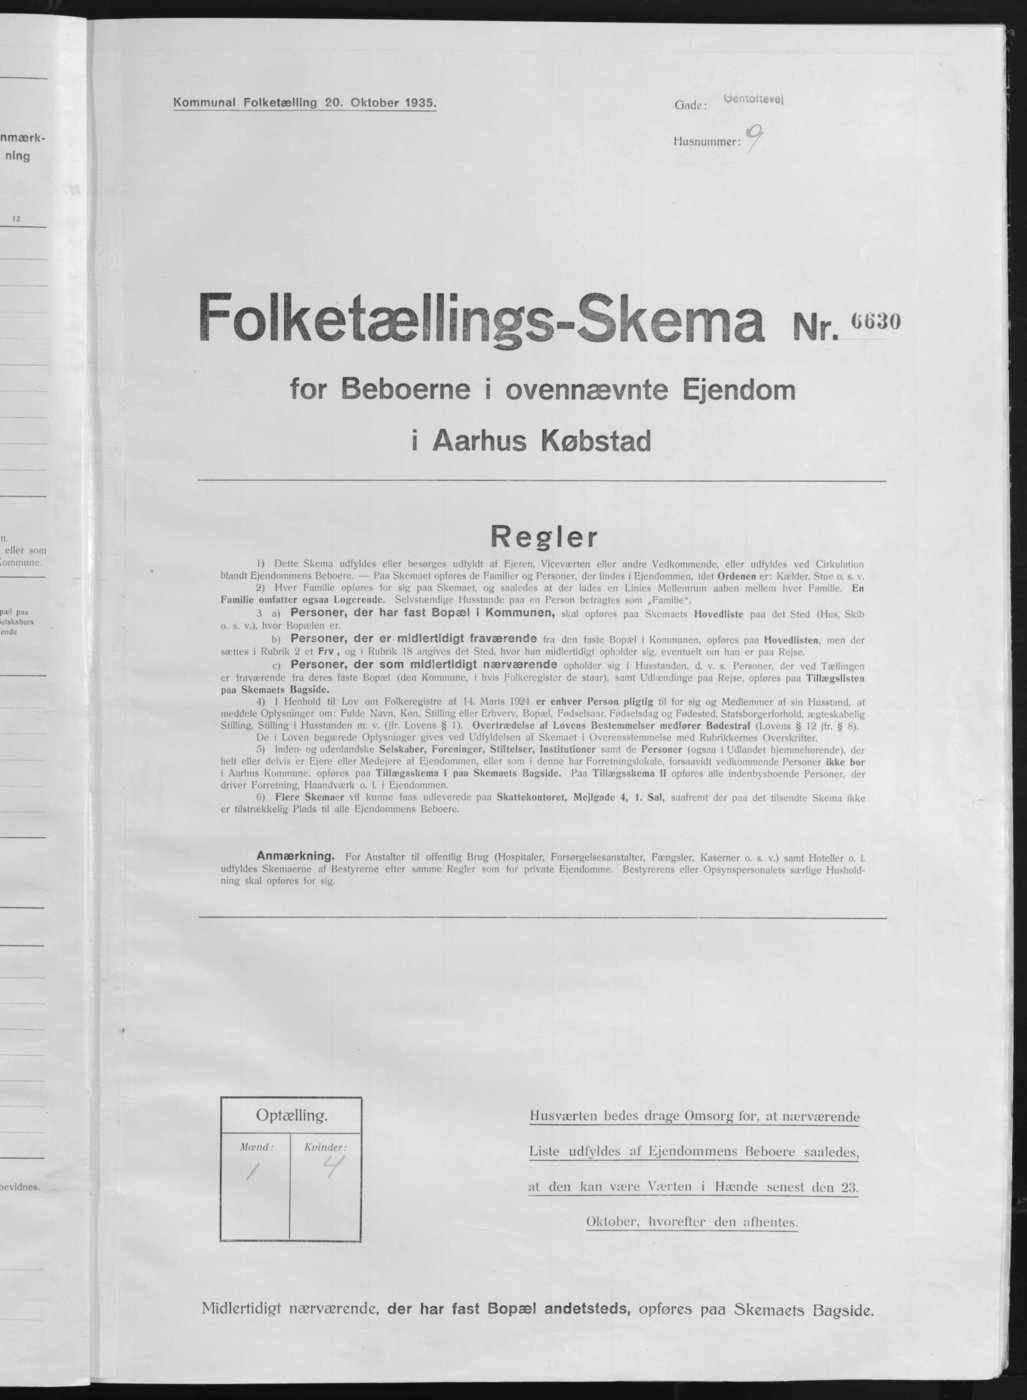 nmærk-
ning
12
n.
eller som
Kommune.
pæl paa
Selskabers
ende
bevidnes.
Kommunal Folketælling 20. Oktober 1935.
Gade: Gentoftevej
Husnummer: 9
Folketællings-Skema Nr. 6630
for Beboerne i ovennævnte Ejendom
i Aarhus Købstad
Regler
1) Dette Skema udfyldes eller besørges udfyldt af Ejeren, Viceværten eller andre Vedkommende, eller udfyldes ved Cirkulation
blandt Ejendommens Beboere. — Paa Skemaet opføres de Familier og Personer, der findes i Ejendommen, idet Ordenen er: Kælder, Stue o. s. v.
2) Hver Familie opføres for sig paa Skemaet, og saaledes at der lades en Linies Mellemrum aaben mellem hver Familie. En
Familie omfatter ogsaa Logerende. Selvstændige Husstande paa en Person betragtes som „Familie“.
3 a) Personer, der har fast Bopæl i Kommunen, skal opføres paa Skemaets Hovedliste paa det Sted (Hus, Skib
o. s. v.), hvor Bopælen er.
b) Personer, der er midlertidigt fraværende fra den faste Bopæl i Kommunen, opføres paa Hovedlisten, men der
sættes i Rubrik 2 et Frv, og i Rubrik 18 angives det Sted, hvor han midlertidigt opholder sig, eventuelt om han er paa Rejse.
c) Personer, der som midlertidigt nærværende opholder sig i Husstanden, d. v. s. Personer, der ved Tællingen
er fraværende fra deres faste Bopæl (den Kommune, i hvis Folkeregister de staar), samt Udlændinge paa Rejse, opføres paa Tillægslisten
paa Skemaets Bagside.
4) I Henhold til Lov om Folkeregistre af 14. Marts 1924 er enhver Person pligtig til for sig og Medlemmer af sin Husstand, at
meddele Oplysninger om: Fulde Navn, Køn, Stilling eller Erhverv, Bopæl, Fødselsaar, Fødselsdag og Fødested, Statsborgerforhold, ægteskabelig
Stilling, Stilling i Husstanden m. v. (jfr. Lovens § 1). Overtrædelse af Lovens Bestemmelser medfører Bødestraf (Lovens § 12 jfr. § 8).
De i Loven begærede Oplysninger gives ved Udfyldelsen af Skemaet i Overensstemmelse med Rubrikkernes Overskrifter.
5) Inden- og udenlandske Selskaber, Foreninger, Stiftelser, Institutioner samt de Personer (ogsaa i Udlandet hjemmehørende), der
helt eller delvis er Ejere eller Medejere af Ejendommen, eller som i denne har Forretningslokale, forsaavidt vedkommende Personer ikke bor
i Aarhus Kommune, opføres paa Tillægsskema I paa Skemaets Bagside. Paa Tillægsskema II opføres alle indenbysboende Personer, der
driver Forretning, Haandværk o. l. i Ejendommen.
6) Flere Skemaer vil kunne faas udleverede paa Skattekontoret, Mejlgade 4, 1. Sal, saafremt der paa det tilsendte Skema ikke
er tilstrækkelig Plads til alle Ejendommens Beboere.
Anmærkning. For Anstalter til offentlig Brug (Hospitaler, Forsørgelsesanstalter, Fængsler, Kaserner o. s. v.) samt Hoteller o. l.
udfyldes Skemaerne af Bestyrerne efter samme Regler som for private Ejendomme. Bestyrerens eller Opsynspersonalets særlige Hushold-
ning skal opføres for sig.
Optælling.
Mænd: Kvinder:
1 4
Husværten bedes drage Omsorg for, at nærværende
Liste udfyldes af Ejendommens Beboere saaledes,
at den kan være Værten i Hænde senest den 23.
Oktober, hvorefter den afhentes.
Midlertidigt nærværende, der har fast Bopæl andetsteds, opføres paa Skemaets Bagside.